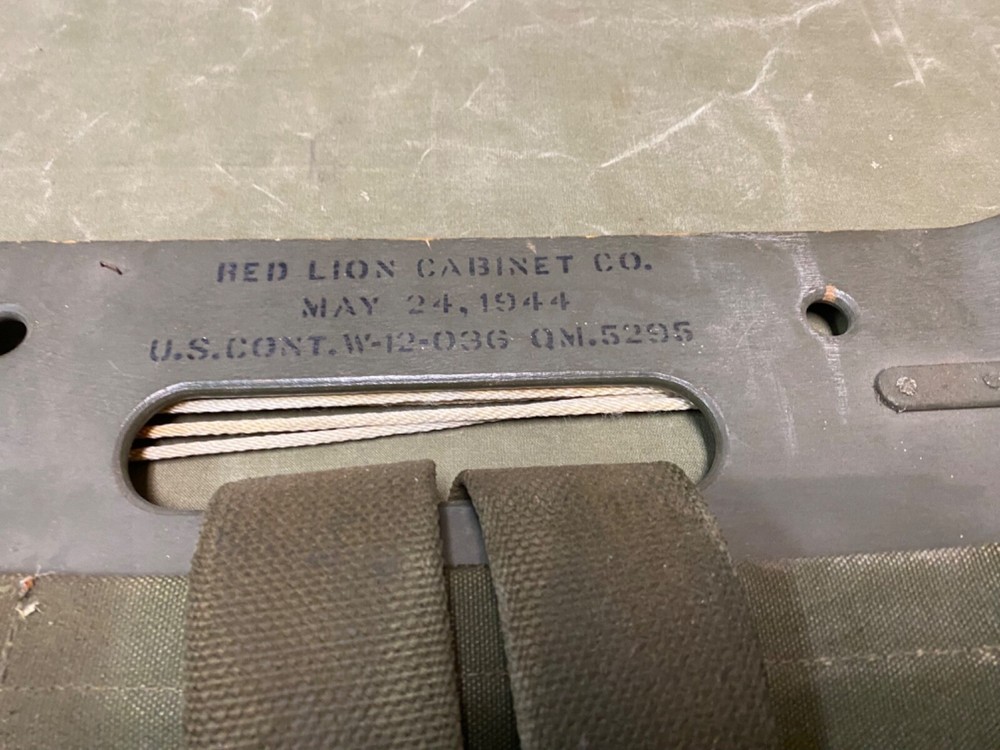 RED LION CABINET CO.
MAY 24, 1944
U.S.CONT.W-12-036 QM.5295